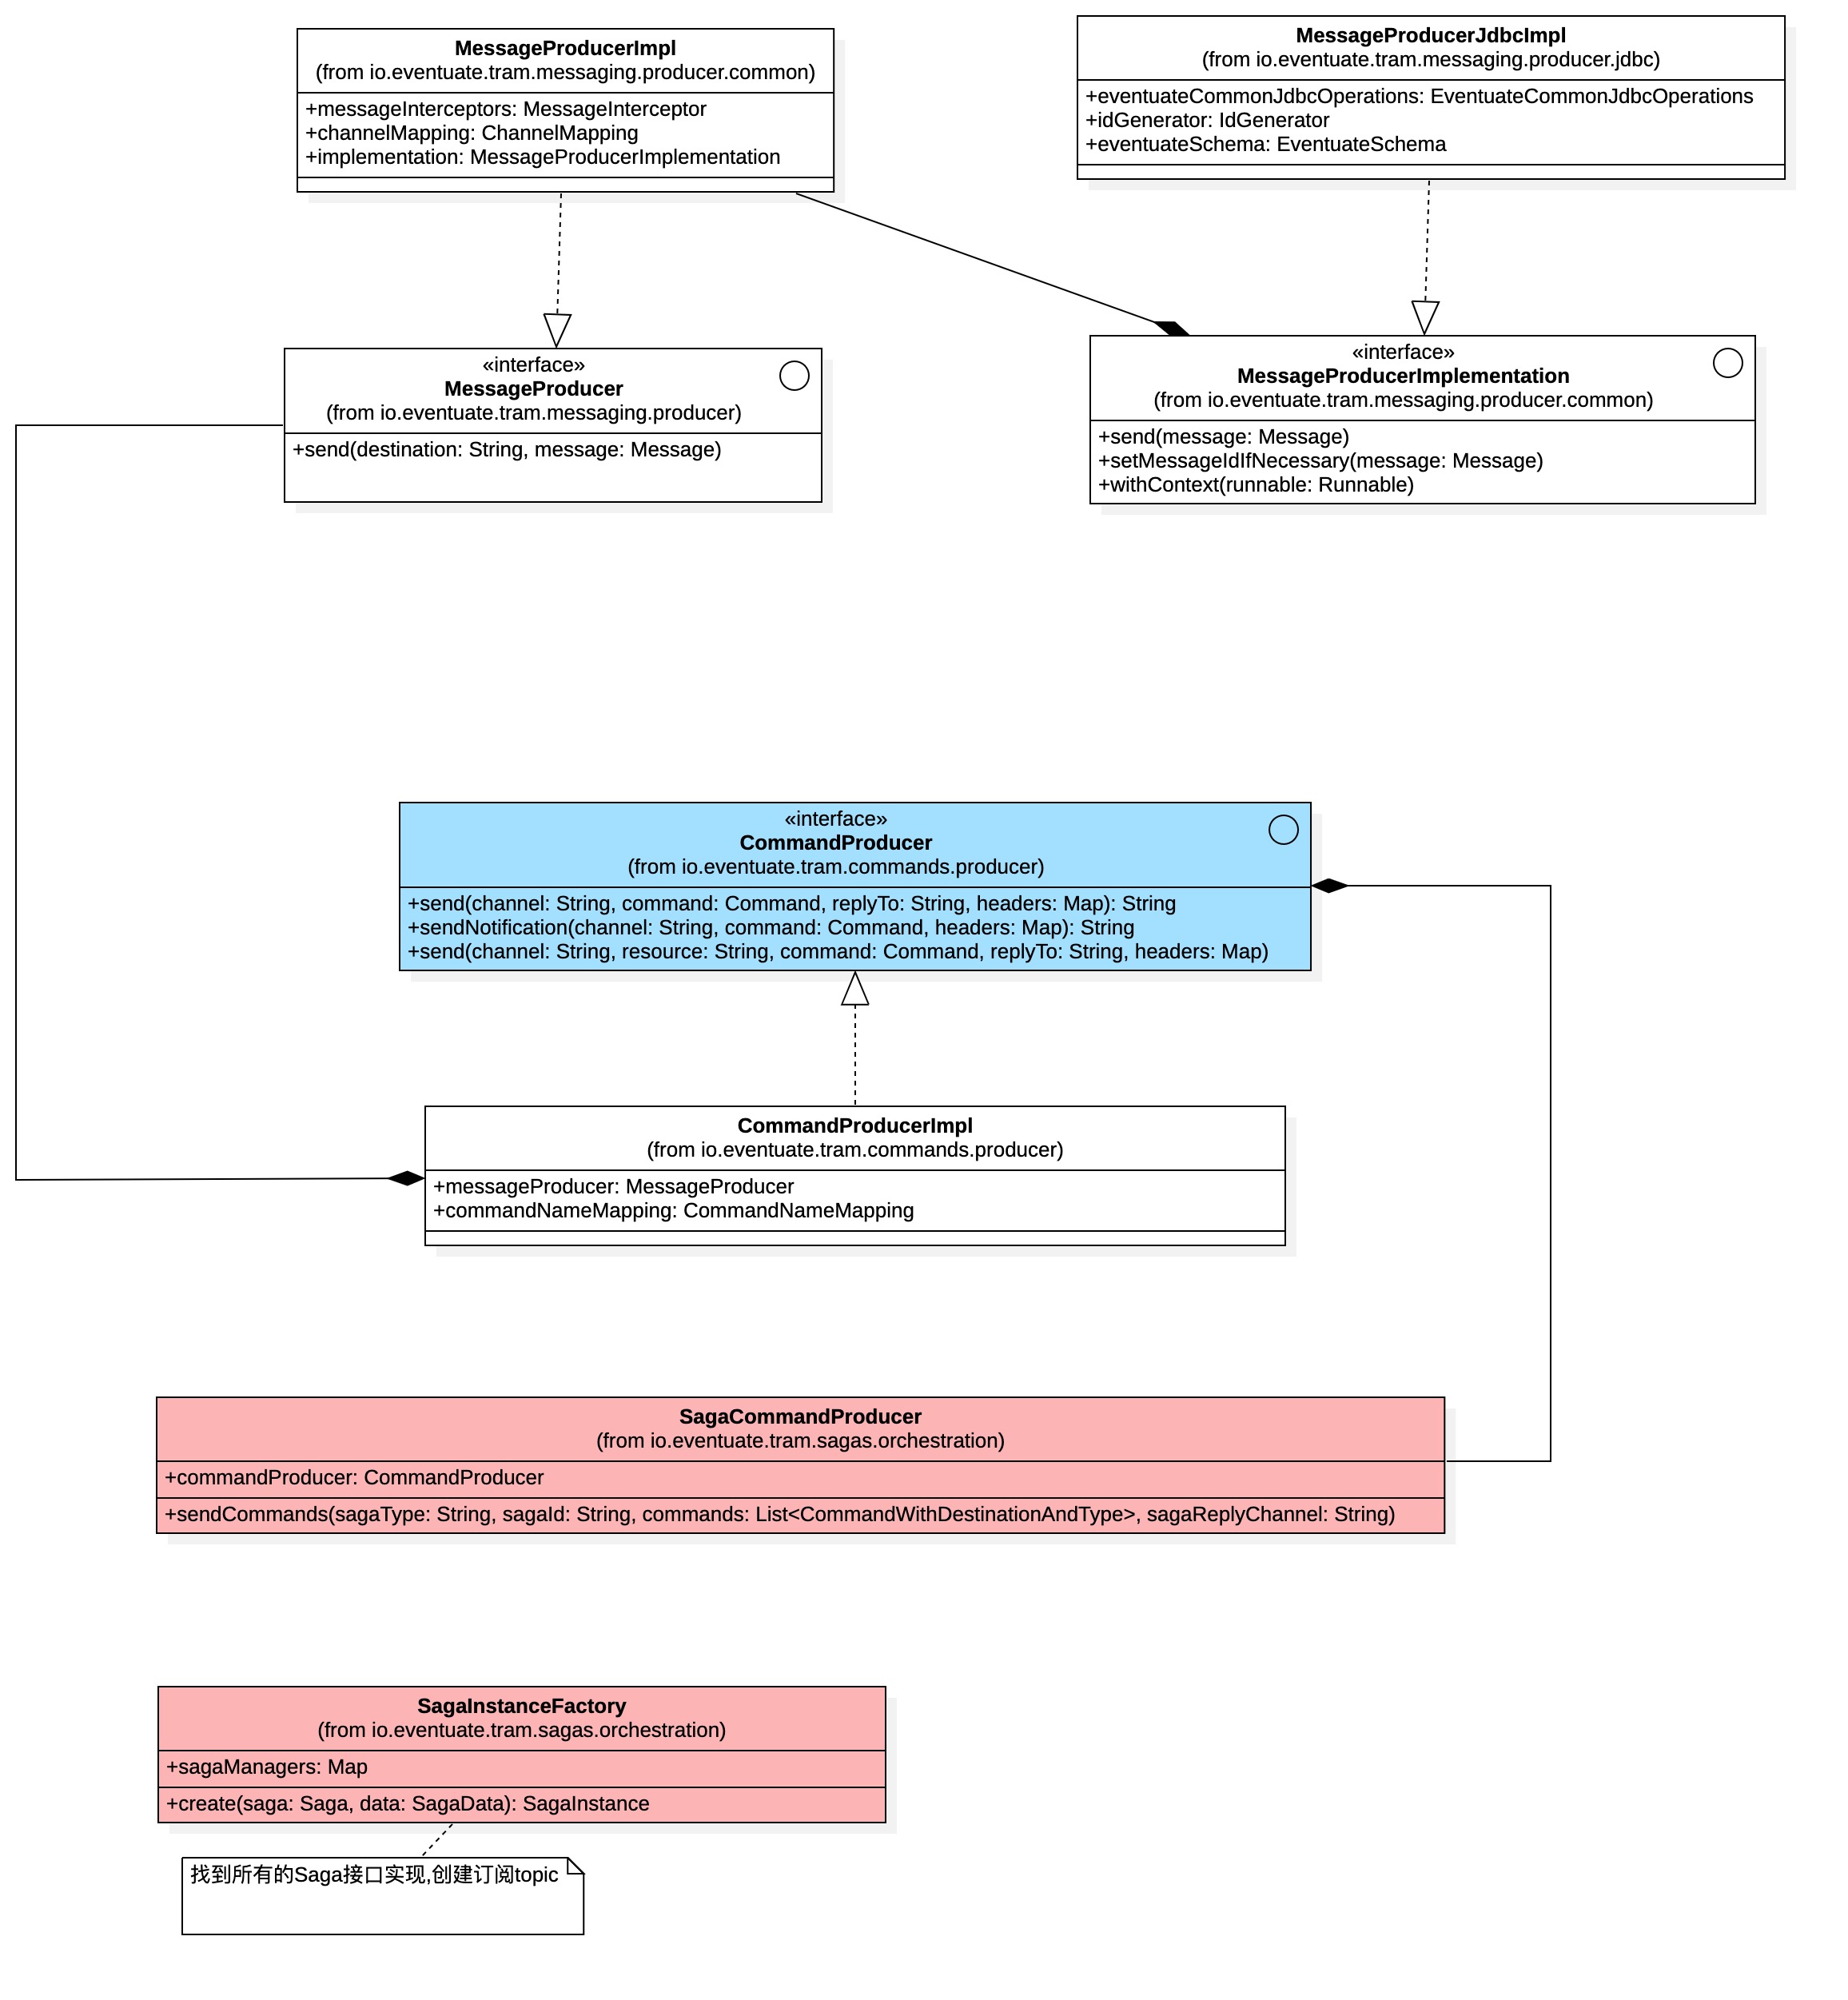 MessageProducerImpl
(from io.eventuate.tram.messaging.producer.common)
+messageInterceptors: MessageInterceptor
+channelMapping: ChannelMapping
+implementation: MessageProducerImplementation
MessageProducerJdbcImpl
(from io.eventuate.tram.messaging.producer.jdbc)
+eventuateCommonJdbcOperations: EventuateCommonJdbcOperations
+idGenerator: IdGenerator
+eventuateSchema: EventuateSchema
«interface»
MessageProducer
(from io.eventuate.tram.messaging.producer)
+send(destination: String, message: Message)
«interface»
MessageProducerImplementation
(from io.eventuate.tram.messaging.producer.common)
+send(message: Message)
+setMessageIdIfNecessary(message: Message)
+withContext(runnable: Runnable)
«interface»
CommandProducer
(from io.eventuate.tram.commands.producer)
+send(channel: String, command: Command, replyTo: String, headers: Map): String
+sendNotification(channel: String, command: Command, headers: Map): String
+send(channel: String, resource: String, command: Command, replyTo: String, headers: Map)
CommandProducerImpl
(from io.eventuate.tram.commands.producer)
+messageProducer: MessageProducer
+commandNameMapping: CommandNameMapping
SagaCommandProducer
(from io.eventuate.tram.sagas.orchestration)
+commandProducer: CommandProducer
+sendCommands(sagaType: String, sagaId: String, commands: List<CommandWithDestinationAndType>, sagaReplyChannel: String)
SagaInstanceFactory
(from io.eventuate.tram.sagas.orchestration)
+sagaManagers: Map
+create(saga: Saga, data: SagaData): SagaInstance
找到所有的Saga接口实现,创建订阅topic